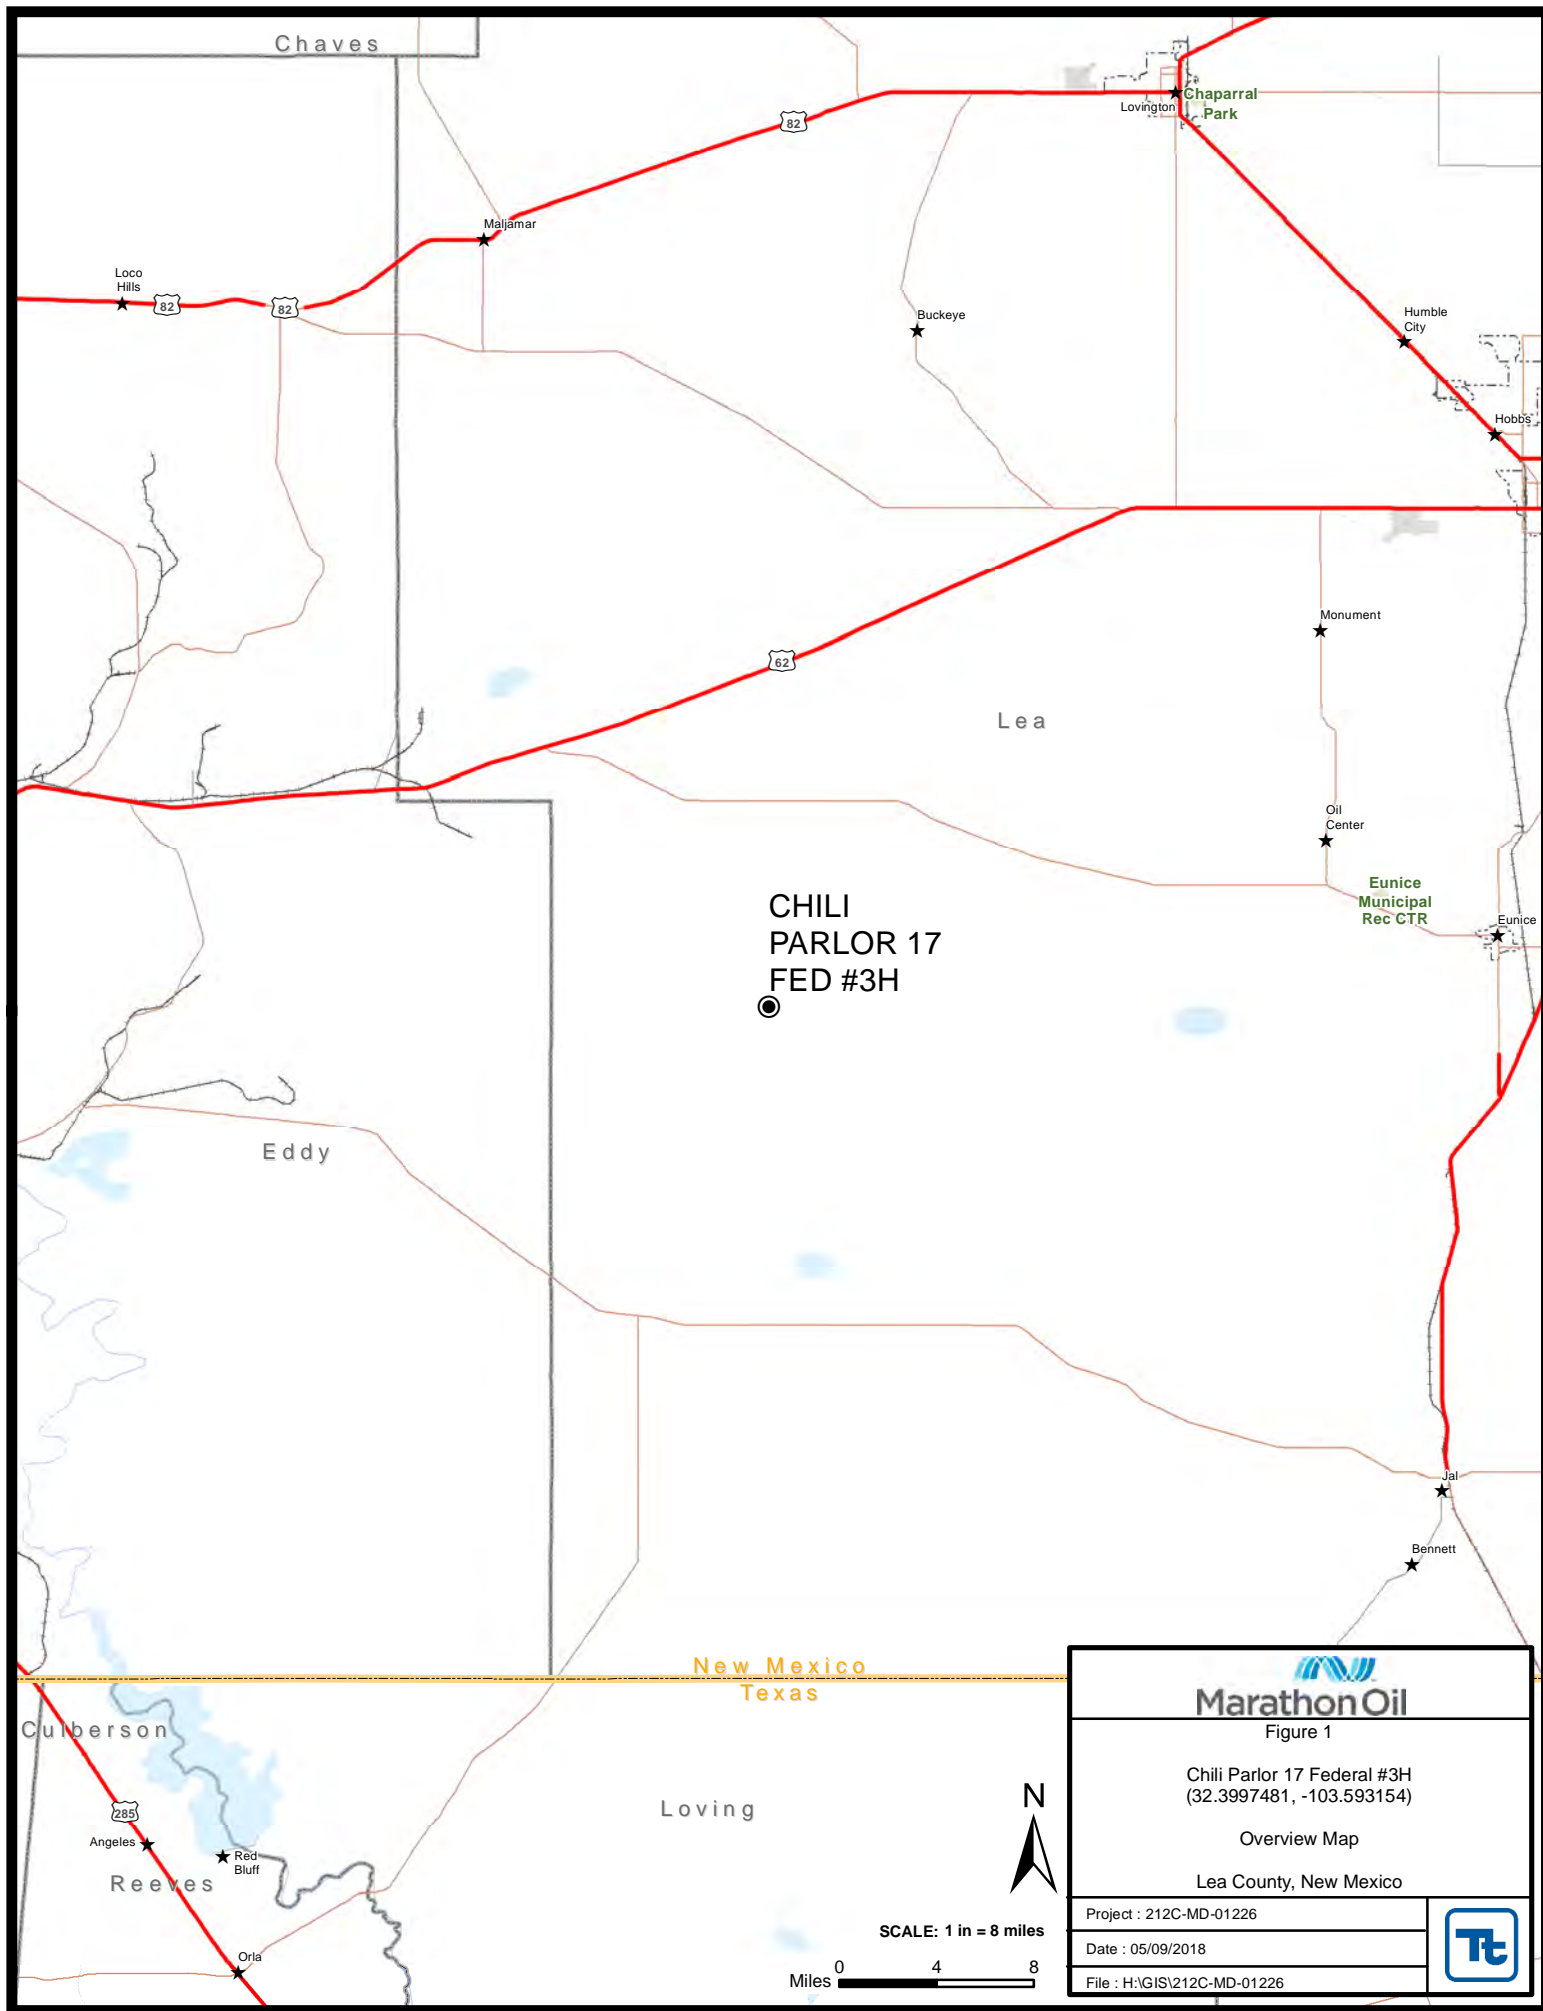 Chaves
Chaparral
Park
Lovington
82
Maljamar
Loco
Hills
82
82
Buckeye
Humble
City
Hobbs
Monument
62
Lea
Oil
Center
Eunice
Municipal
Rec CTR
Eunice
CHILI
PARLOR 17
FED #3H
Eddy
Jal
Bennett
New Mexico
Texas
Culberson
285
Angeles
Red
Bluff
Reeves
Loving
Orla
N
SCALE: 1 in = 8 miles
0 4 8
Miles
Marathon Oil
Figure 1
Chili Parlor 17 Federal #3H
(32.3997481, -103.593154)
Overview Map
Lea County, New Mexico
Project : 212C-MD-01226
Date : 05/09/2018
File : H:\GIS\212C-MD-01226
Tt